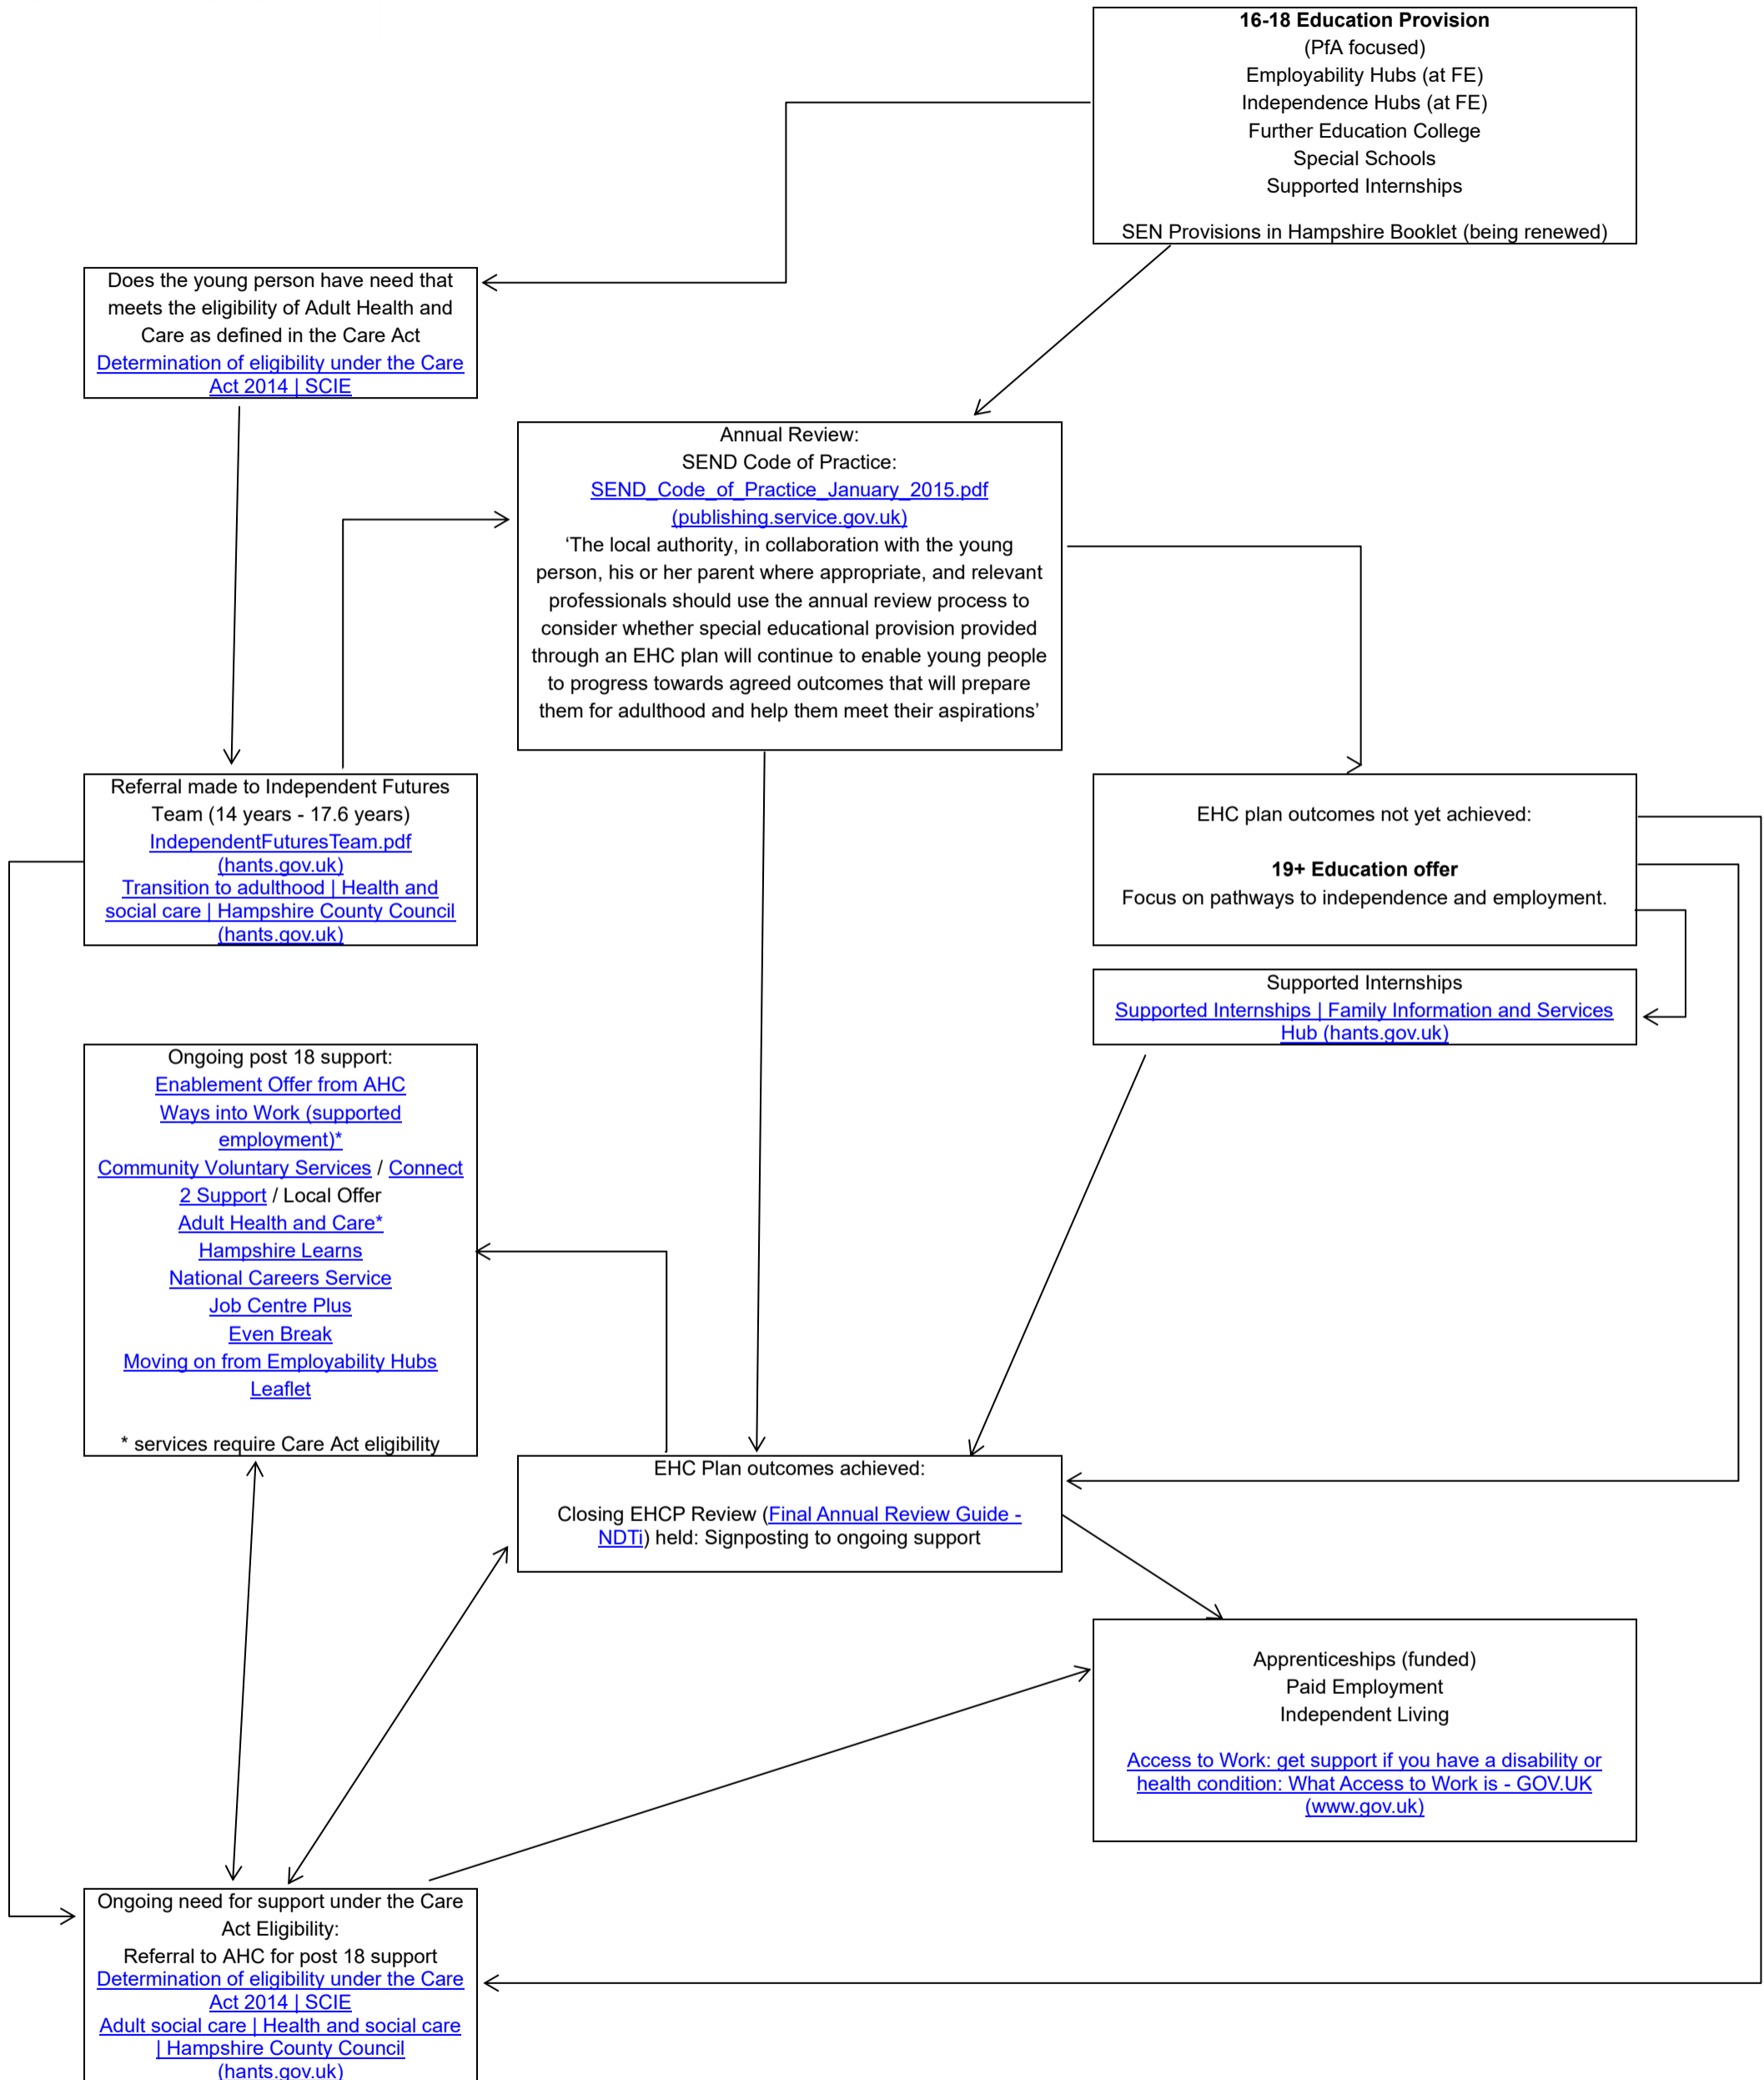 16-18 Education Provision
(PfA focused)
Employability Hubs (at FE)
Independence Hubs (at FE)
Further Education College
Special Schools
Supported Internships
SEN Provisions in Hampshire Booklet (being renewed)
Does the young person have need that
meets the eligibility of Adult Health and
Care as defined in the Care Act
Determination of eligibility under the Care
Act 2014 | SCIE
Annual Review:
SEND Code of Practice:
SEND_Code_of_Practice_January_2015.pdf
(publishing.service.gov.uk)
‘The local authority, in collaboration with the young
person, his or her parent where appropriate, and relevant
professionals should use the annual review process to
consider whether special educational provision provided
through an EHC plan will continue to enable young people
to progress towards agreed outcomes that will prepare
them for adulthood and help them meet their aspirations’
Referral made to Independent Futures
Team (14 years - 17.6 years)
IndependentFuturesTeam.pdf
(hants.gov.uk)
Transition to adulthood | Health and
social care | Hampshire County Council
(hants.gov.uk)
EHC plan outcomes not yet achieved:
19+ Education offer
Focus on pathways to independence and employment.
Supported Internships
Supported Internships | Family Information and Services
Hub (hants.gov.uk)
Ongoing post 18 support:
Enablement Offer from AHC
Ways into Work (supported
employment)*
Community Voluntary Services / Connect
2 Support / Local Offer
Adult Health and Care*
Hampshire Learns
National Careers Service
Job Centre Plus
Even Break
Moving on from Employability Hubs
Leaflet
* services require Care Act eligibility
EHC Plan outcomes achieved:
Closing EHCP Review (Final Annual Review Guide -
NDTi) held: Signposting to ongoing support
Apprenticeships (funded)
Paid Employment
Independent Living
Access to Work: get support if you have a disability or
health condition: What Access to Work is - GOV.UK
(www.gov.uk)
Ongoing need for support under the Care
Act Eligibility:
Referral to AHC for post 18 support
Determination of eligibility under the Care
Act 2014 | SCIE
Adult social care | Health and social care
| Hampshire County Council
(hants.gov.uk)